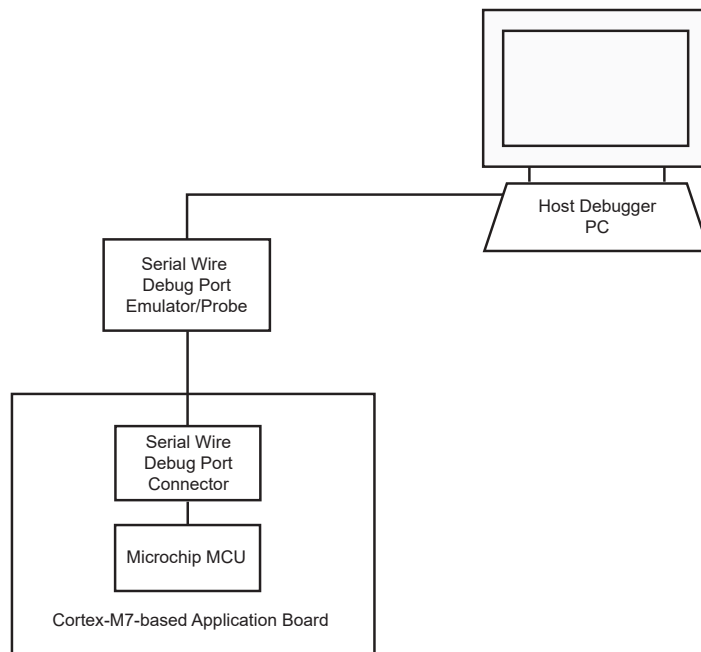 Host Debugger
PC
Serial Wire
Debug Port
Emulator/Probe
Serial Wire
Debug Port
Connector
Microchip MCU
Cortex-M7-based Application Board